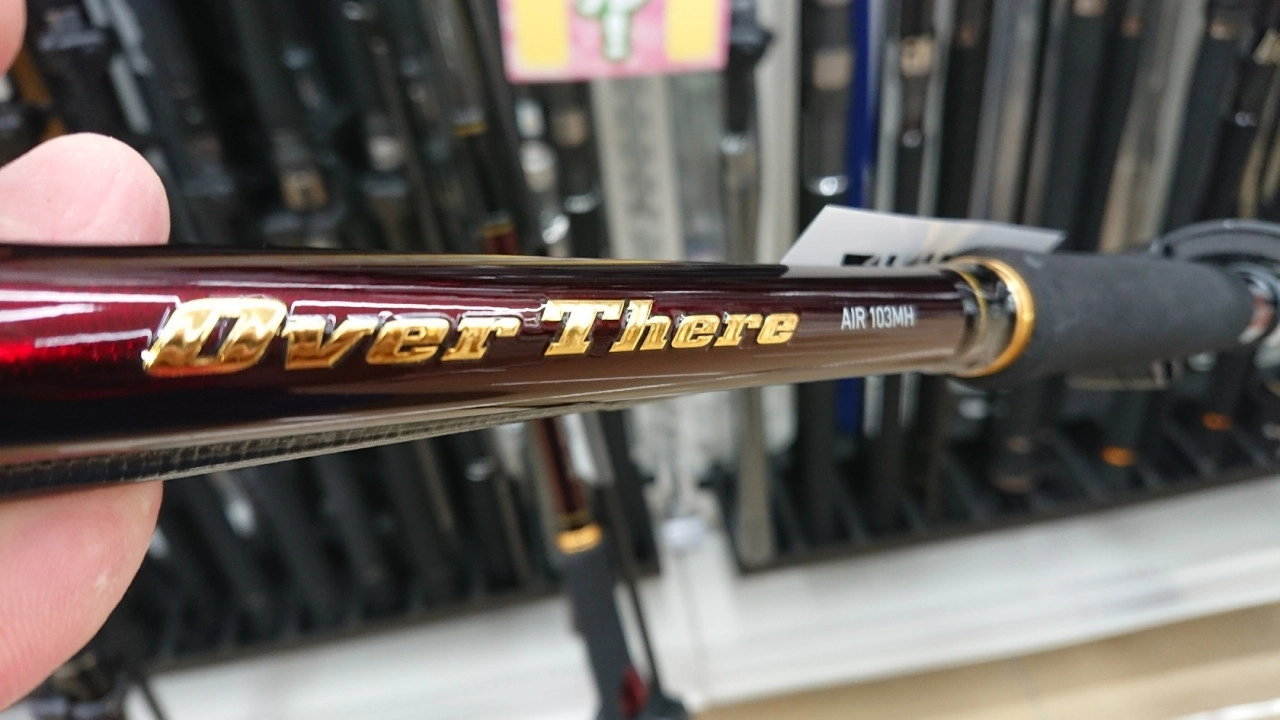 Over There
AIR 103MH